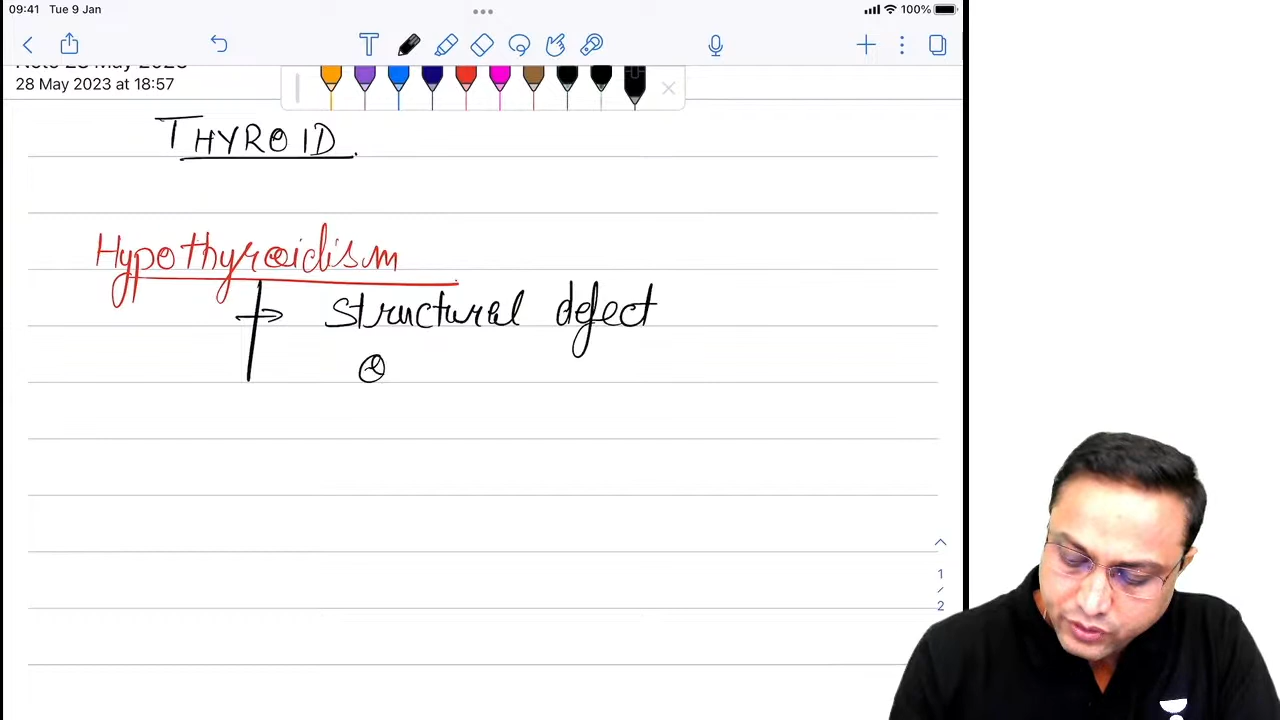 09:41 Tue 9 Jan
100%
28 May 2023 at 18:57
THYROID.
Hypothyroidism
→ structural defect
1
2